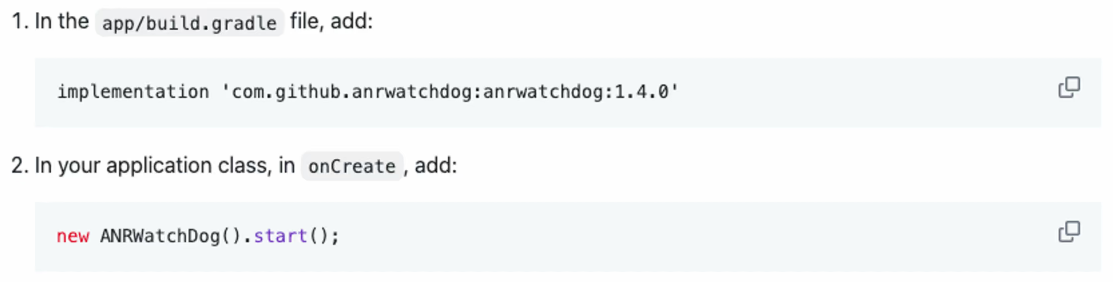 1. In the app/build.gradle file, add:
implementation 'com.github.anrwatchdog:anrwatchdog:1.4.0'
2. In your application class, in onCreate, add:
new ANRWatchDog().start();